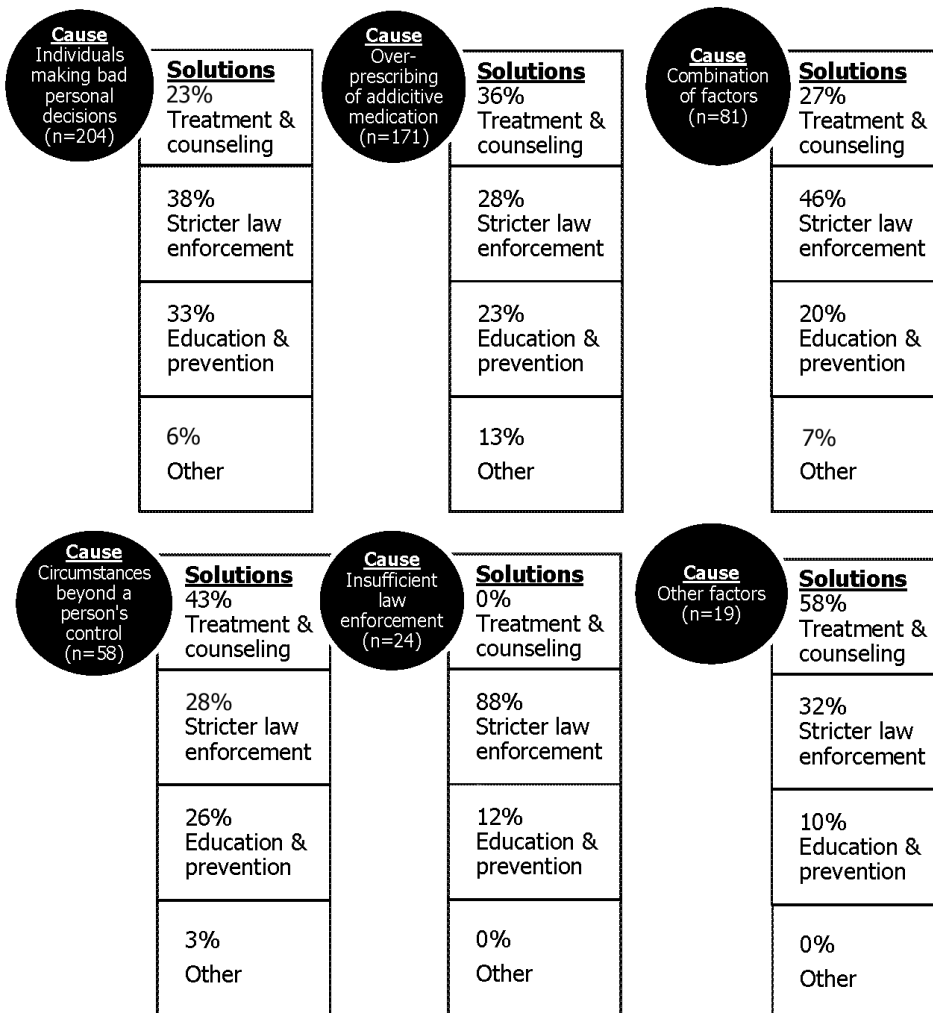 Cause
Individuals
making bad
personal
decisions
(n=204)
Solutions
23%
Treatment &
counseling
38%
Stricter law
enforcement
33%
Education &
prevention
6%
Other
Cause
Over-
prescribing
of addicitive
medication
(n=171)
Solutions
36%
Treatment &
counseling
28%
Stricter law
enforcement
23%
Education &
prevention
13%
Other
Cause
Combination
of factors
(n=81)
Solutions
27%
Treatment &
counseling
46%
Stricter law
enforcement
20%
Education &
prevention
7%
Other
Cause
Circumstances
beyond a
person's
control
(n=58)
Solutions
43%
Treatment &
counseling
28%
Stricter law
enforcement
26%
Education &
prevention
3%
Other
Cause
Insufficient
law
enforcement
(n=24)
Solutions
0%
Treatment &
counseling
88%
Stricter law
enforcement
12%
Education &
prevention
0%
Other
Cause
Other factors
(n=19)
Solutions
58%
Treatment &
counseling
32%
Stricter law
enforcement
10%
Education &
prevention
0%
Other